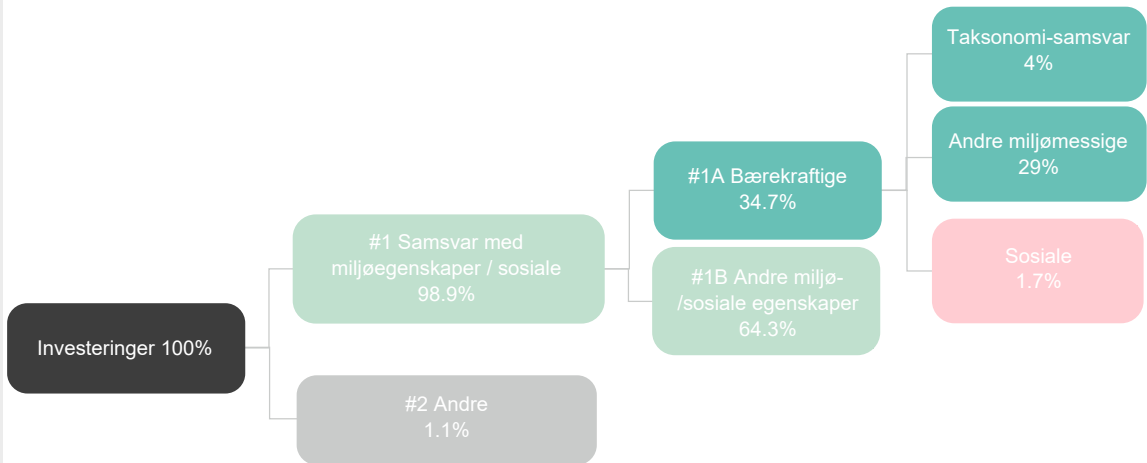 Investeringer 100%
#1 Samsvar med
miljøegenskaper / sosiale
98.9%
#2 Andre
1.1%
#1A Bærekraftige
34.7%
#1B Andre miljø-
/sosiale egenskaper
64.3%
Taksonomi-samsvar
4%
Andre miljømessige
29%
Sosiale
1.7%